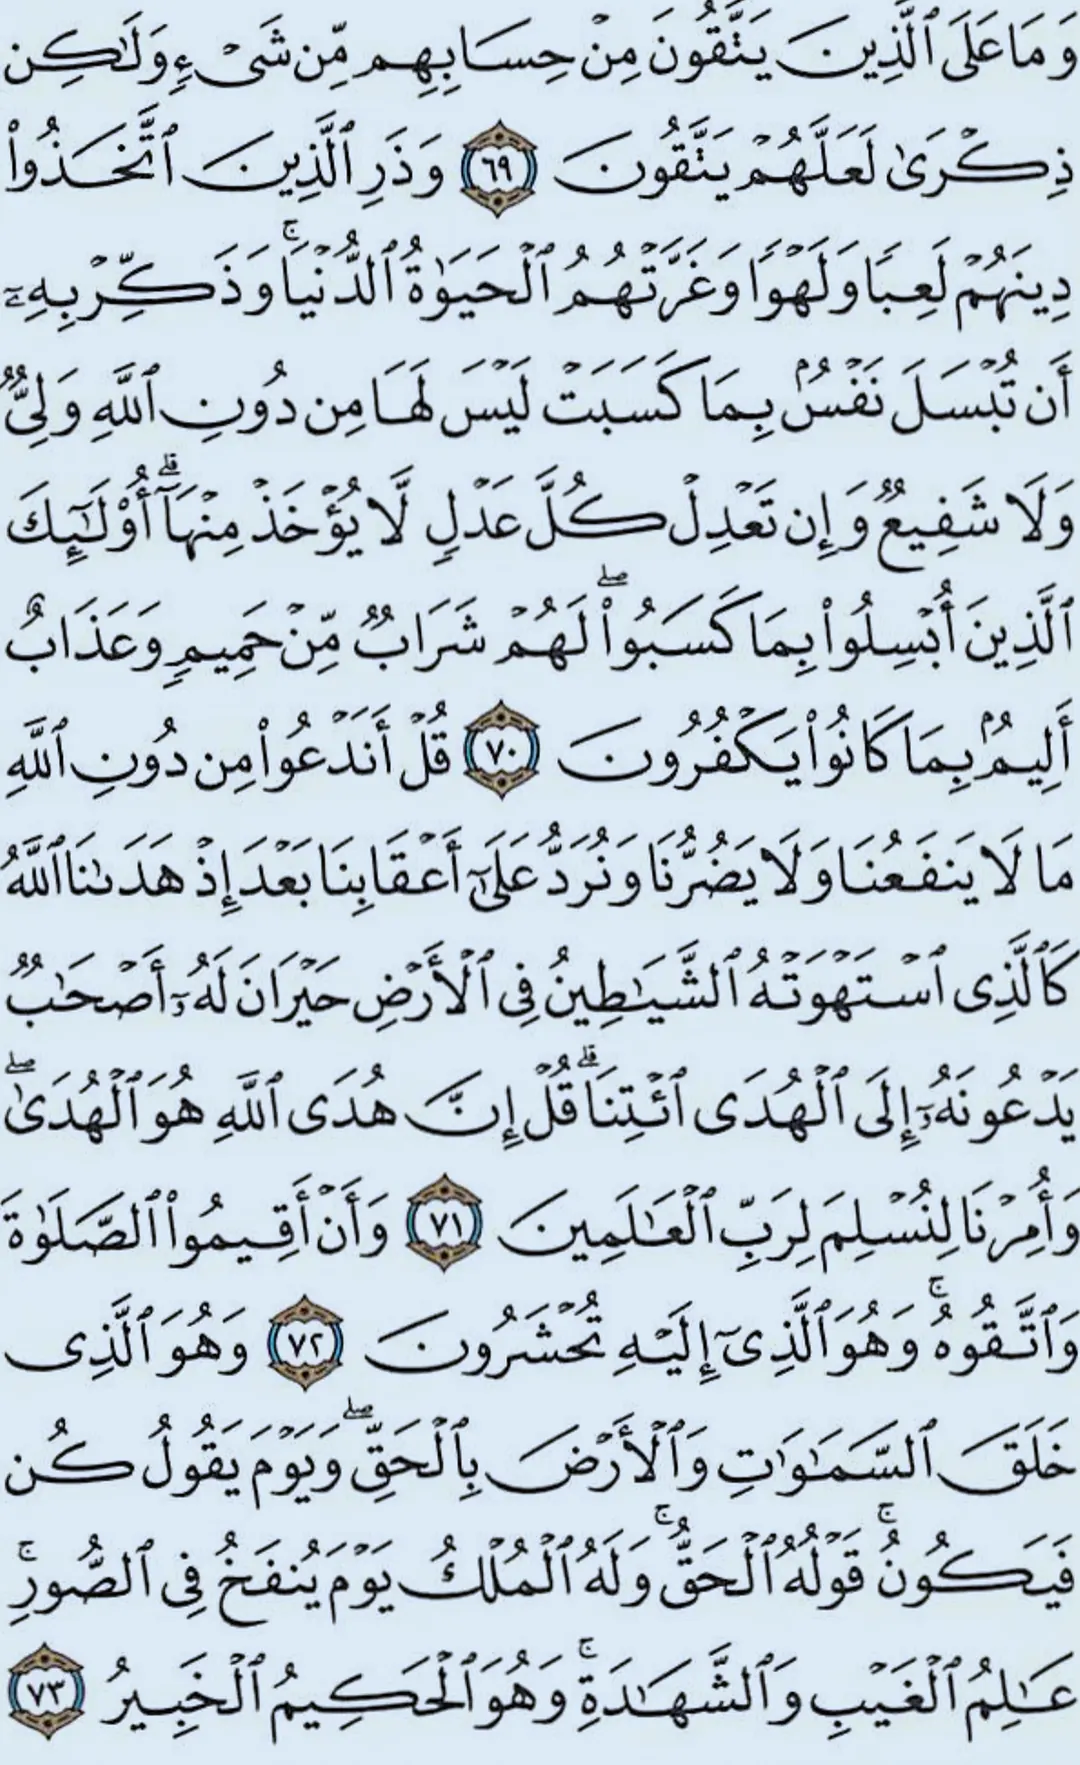 وَمَا عَلَى ٱلَّذِينَ يَتَّقُونَ مِنۡ حِسَابِهِم مِّن شَيۡءٖ وَلَٰكِن
ذِكۡرَىٰ لَعَلَّهُمۡ يَتَّقُونَ ٦٩ وَذَرِ ٱلَّذِينَ ٱتَّخَذُواْ
دِينَهُمۡ لَعِبٗا وَلَهۡوٗا وَغَرَّتۡهُمُ ٱلۡحَيَوٰةُ ٱلدُّنۡيَاۚ وَذَكِّرۡ بِهِۦٓ
أَن تُبۡسَلَ نَفۡسُۢ بِمَا كَسَبَتۡ لَيۡسَ لَهَا مِن دُونِ ٱللَّهِ وَلِيّٞ
وَلَا شَفِيعٞ وَإِن تَعۡدِلۡ كُلَّ عَدۡلٖ لَّا يُؤۡخَذۡ مِنۡهَآۗ أُوْلَٰٓئِكَ
ٱلَّذِينَ أُبۡسِلُواْ بِمَا كَسَبُواْۖ لَهُمۡ شَرَابٞ مِّنۡ حَمِيمٖ وَعَذَابٌ
أَلِيمُۢ بِمَا كَانُواْ يَكۡفُرُونَ ٧٠ قُلۡ أَنَدۡعُواْ مِن دُونِ ٱللَّهِ
مَا لَا يَنفَعُنَا وَلَا يَضُرُّنَا وَنُرَدُّ عَلَىٰٓ أَعۡقَابِنَا بَعۡدَ إِذۡ هَدَىٰنَا ٱللَّهُ
كَٱلَّذِي ٱسۡتَهۡوَتۡهُ ٱلشَّيَٰطِينُ فِي ٱلۡأَرۡضِ حَيۡرَانَ لَهُۥٓ أَصۡحَٰبٞ
يَدۡعُونَهُۥٓ إِلَى ٱلۡهُدَى ٱئۡتِنَاۗ قُلۡ إِنَّ هُدَى ٱللَّهِ هُوَ ٱلۡهُدَىٰۖ
وَأُمِرۡنَا لِنُسۡلِمَ لِرَبِّ ٱلۡعَٰلَمِينَ ٧١ وَأَنۡ أَقِيمُواْ ٱلصَّلَوٰةَ
وَٱتَّقُوهُۚ وَهُوَ ٱلَّذِيٓ إِلَيۡهِ تُحۡشَرُونَ ٧٢ وَهُوَ ٱلَّذِي
خَلَقَ ٱلسَّمَٰوَٰتِ وَٱلۡأَرۡضَ بِٱلۡحَقِّۖ وَيَوۡمَ يَقُولُ كُن
فَيَكُونُۚ قَوۡلُهُ ٱلۡحَقُّۚ وَلَهُ ٱلۡمُلۡكُ يَوۡمَ يُنفَخُ فِي ٱلصُّورِۚ
عَٰلِمُ ٱلۡغَيۡبِ وَٱلشَّهَٰدَةِۚ وَهُوَ ٱلۡحَكِيمُ ٱلۡخَبِيرُ ٧٣